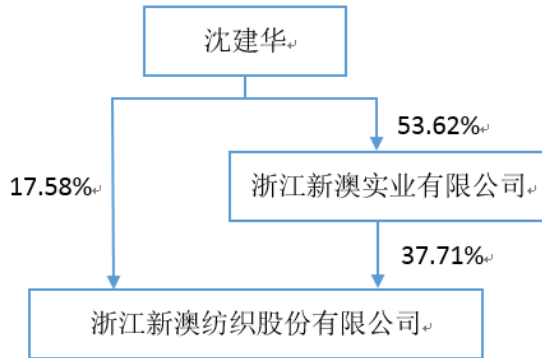 沈建华
53.62%
17.58%
浙江新澳实业有限公司
37.71%
浙江新澳纺织股份有限公司